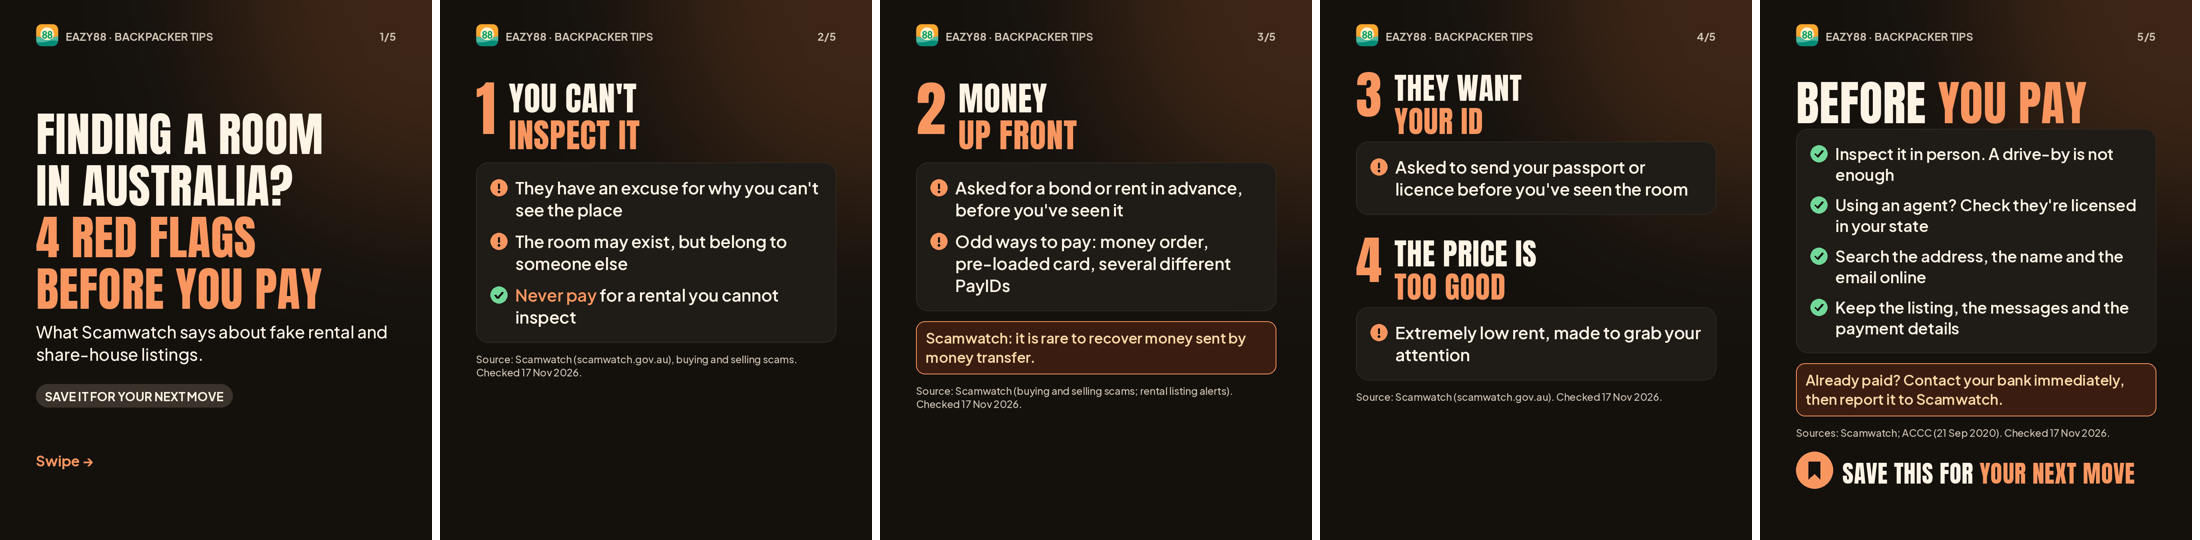 88 EAZY88 · BACKPACKER TIPS 1/5
FINDING A ROOM
IN AUSTRALIA?
4 RED FLAGS
BEFORE YOU PAY
What Scamwatch says about fake rental and
share-house listings.
SAVE IT FOR YOUR NEXT MOVE
Swipe →
88 EAZY88 · BACKPACKER TIPS 2/5
1 YOU CAN'T
INSPECT IT
They have an excuse for why you can't
see the place
The room may exist, but belong to
someone else
Never pay for a rental you cannot
inspect
Source: Scamwatch (scamwatch.gov.au), buying and selling scams.
Checked 17 Nov 2026.
88 EAZY88 · BACKPACKER TIPS 3/5
2 MONEY
UP FRONT
Asked for a bond or rent in advance,
before you've seen it
Odd ways to pay: money order,
pre-loaded card, several different
PayIDs
Scamwatch: it is rare to recover money sent by
money transfer.
Source: Scamwatch (buying and selling scams; rental listing alerts).
Checked 17 Nov 2026.
88 EAZY88 · BACKPACKER TIPS 4/5
3 THEY WANT
YOUR ID
Asked to send your passport or
licence before you've seen the room
4 THE PRICE IS
TOO GOOD
Extremely low rent, made to grab your
attention
Source: Scamwatch (scamwatch.gov.au). Checked 17 Nov 2026.
88 EAZY88 · BACKPACKER TIPS 5/5
BEFORE YOU PAY
Inspect it in person. A drive-by is not
enough
Using an agent? Check they're licensed
in your state
Search the address, the name and the
email online
Keep the listing, the messages and the
payment details
Already paid? Contact your bank immediately,
then report it to Scamwatch.
Sources: Scamwatch; ACCC (21 Sep 2020). Checked 17 Nov 2026.
SAVE THIS FOR YOUR NEXT MOVE